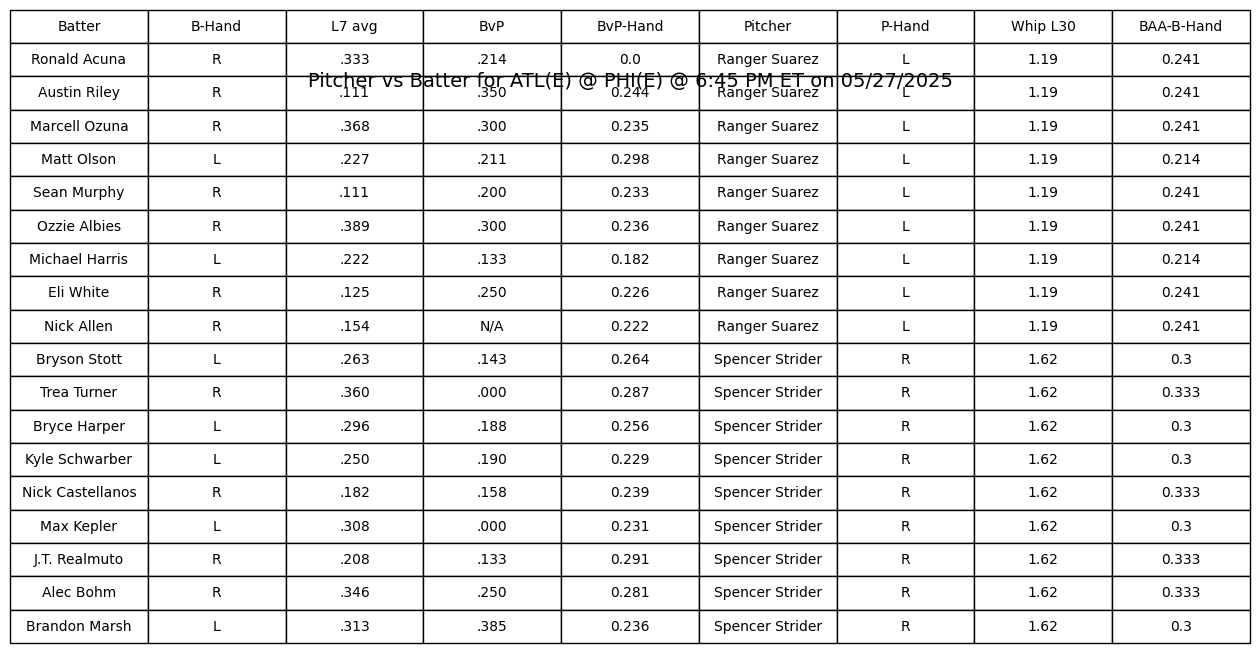 Batter B-Hand L7 avg BvP BvP-Hand Pitcher P-Hand Whip L30 BAA-B-Hand
Ronald Acuna R .333 .214 0.0 Ranger Suarez L 1.19 0.241
Pitcher vs Batter for ATL(E) @ PHI(E) @ 6:45 PM ET on 05/27/2025
Austin Riley R .111 .350 0.244 Ranger Suarez L 1.19 0.241
Marcell Ozuna R .368 .300 0.235 Ranger Suarez L 1.19 0.241
Matt Olson L .227 .211 0.298 Ranger Suarez L 1.19 0.214
Sean Murphy R .111 .200 0.233 Ranger Suarez L 1.19 0.241
Ozzie Albies R .389 .300 0.236 Ranger Suarez L 1.19 0.241
Michael Harris L .222 .133 0.182 Ranger Suarez L 1.19 0.214
Eli White R .125 .250 0.226 Ranger Suarez L 1.19 0.241
Nick Allen R .154 N/A 0.222 Ranger Suarez L 1.19 0.241
Bryson Stott L .263 .143 0.264 Spencer Strider R 1.62 0.3
Trea Turner R .360 .000 0.287 Spencer Strider R 1.62 0.333
Bryce Harper L .296 .188 0.256 Spencer Strider R 1.62 0.3
Kyle Schwarber L .250 .190 0.229 Spencer Strider R 1.62 0.3
Nick Castellanos R .182 .158 0.239 Spencer Strider R 1.62 0.333
Max Kepler L .308 .000 0.231 Spencer Strider R 1.62 0.3
J.T. Realmuto R .208 .133 0.291 Spencer Strider R 1.62 0.333
Alec Bohm R .346 .250 0.281 Spencer Strider R 1.62 0.333
Brandon Marsh L .313 .385 0.236 Spencer Strider R 1.62 0.3